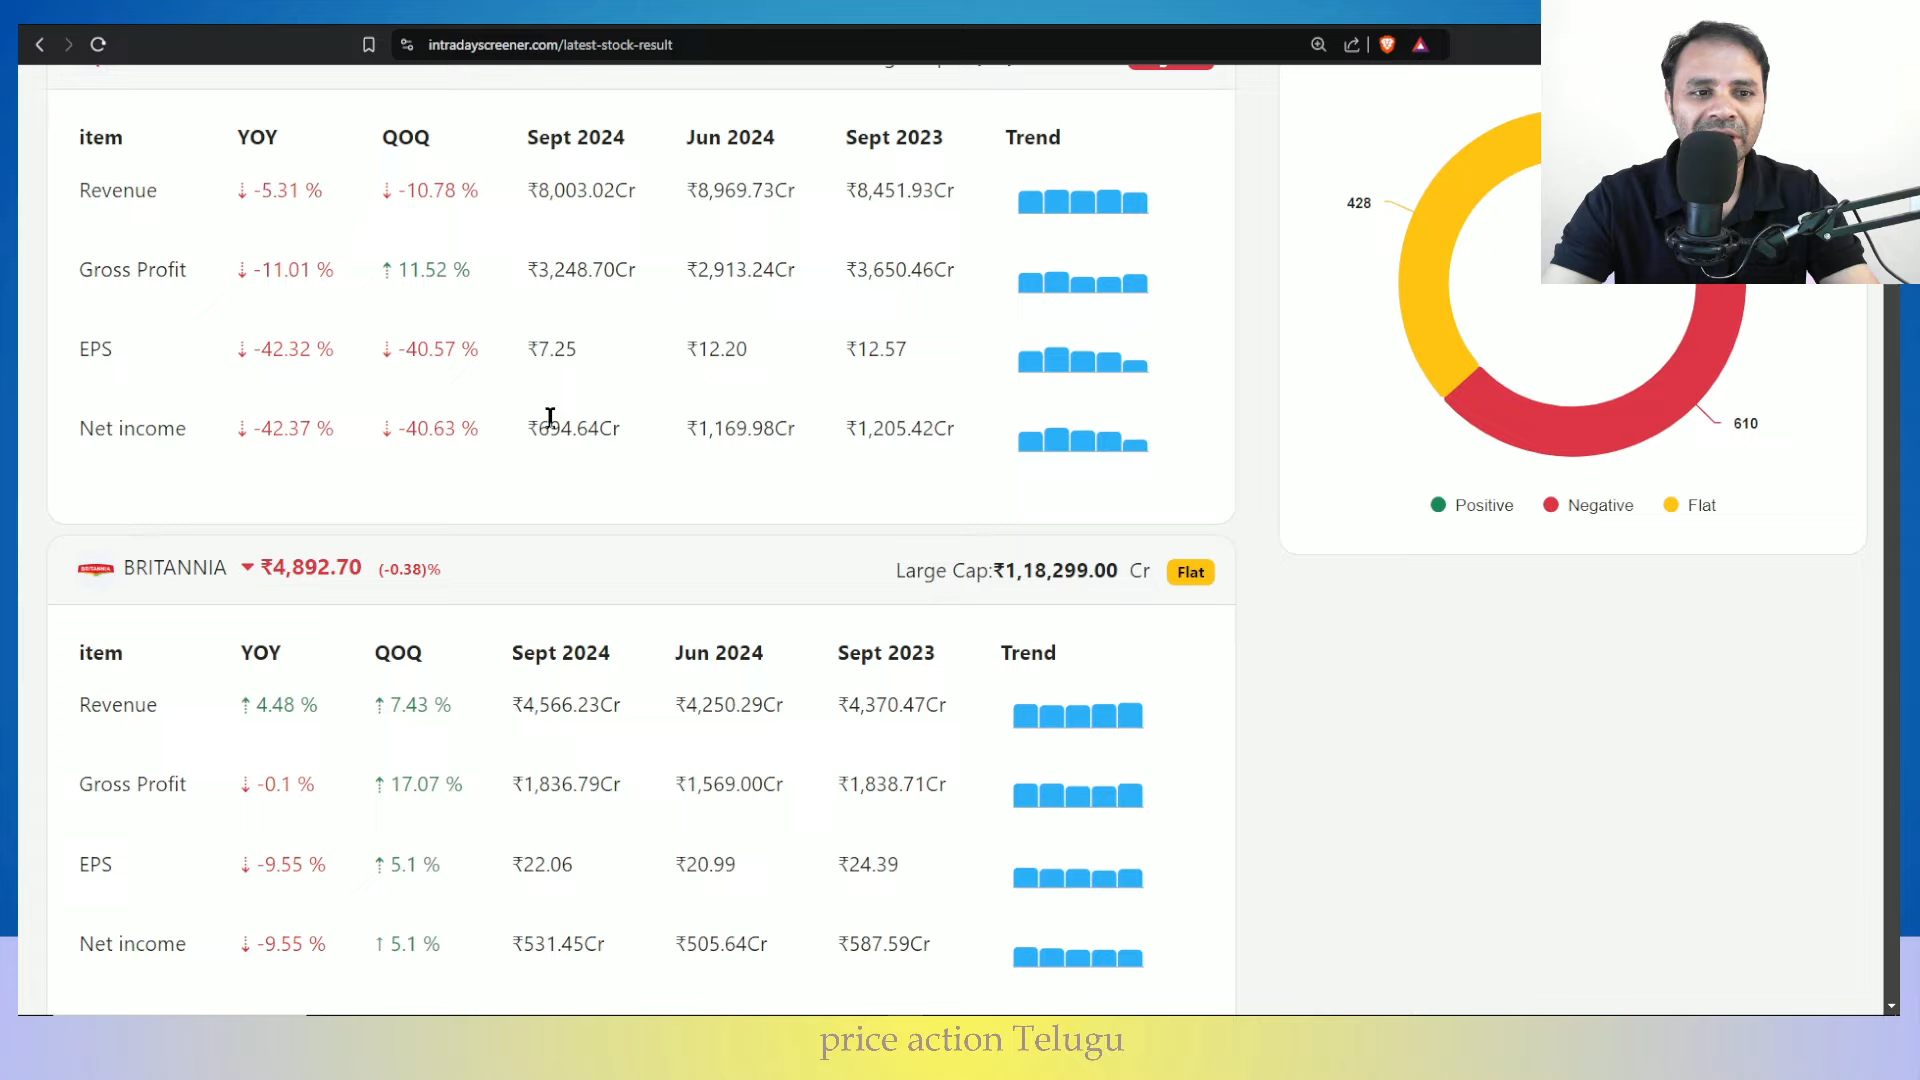 intradayscreener.com/latest-stock-result
item YOY QOQ Sept 2024 Jun 2024 Sept 2023 Trend
Revenue ⇣ -5.31 % ⇣ -10.78 % ₹8,003.02Cr ₹8,969.73Cr ₹8,451.93Cr
Gross Profit ⇣ -11.01 % ⇡ 11.52 % ₹3,248.70Cr ₹2,913.24Cr ₹3,650.46Cr
EPS ⇣ -42.32 % ⇣ -40.57 % ₹7.25 ₹12.20 ₹12.57
Net income ⇣ -42.37 % ⇣ -40.63 % ₹694.64Cr ₹1,169.98Cr ₹1,205.42Cr
428
610
Positive Negative Flat
BRITANNIA BRITANNIA ₹4,892.70 (-0.38)% Large Cap:₹1,18,299.00 Cr Flat
item YOY QOQ Sept 2024 Jun 2024 Sept 2023 Trend
Revenue ⇡ 4.48 % ⇡ 7.43 % ₹4,566.23Cr ₹4,250.29Cr ₹4,370.47Cr
Gross Profit ⇣ -0.1 % ⇡ 17.07 % ₹1,836.79Cr ₹1,569.00Cr ₹1,838.71Cr
EPS ⇣ -9.55 % ⇡ 5.1 % ₹22.06 ₹20.99 ₹24.39
Net income ⇣ -9.55 % ↑ 5.1 % ₹531.45Cr ₹505.64Cr ₹587.59Cr
price action Telugu